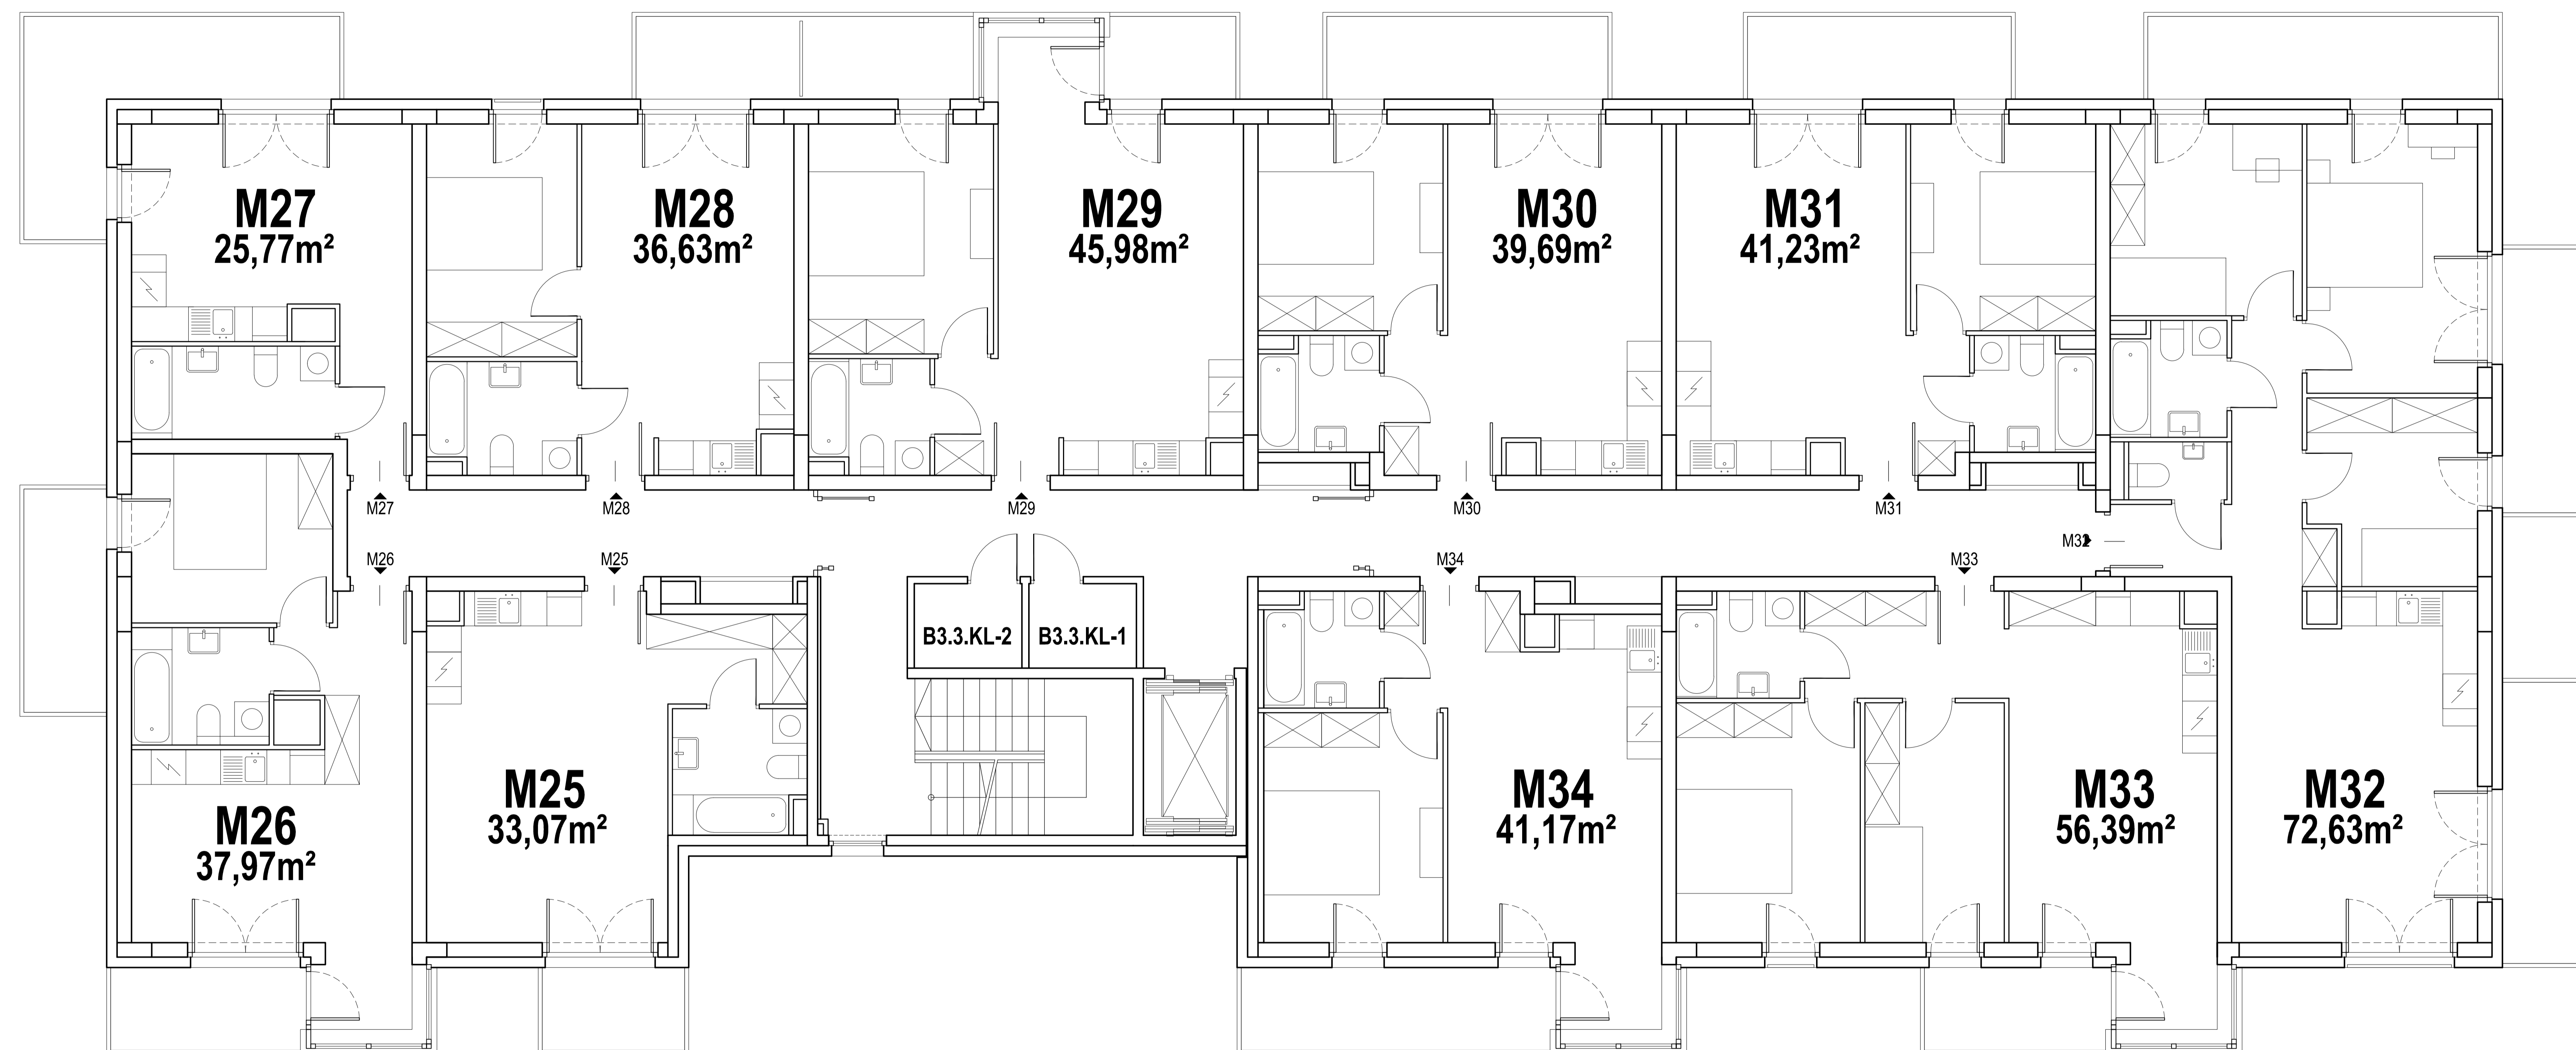 M27
25,77m²
M28
36,63m²
M29
45,98m²
M30
39,69m²
M31
41,23m²
M27
M28
M29
M30
M31
M26
M25
M34
M33
M32
B3.3.KL-2
B3.3.KL-1
M26
37,97m²
M25
33,07m²
M34
41,17m²
M33
56,39m²
M32
72,63m²